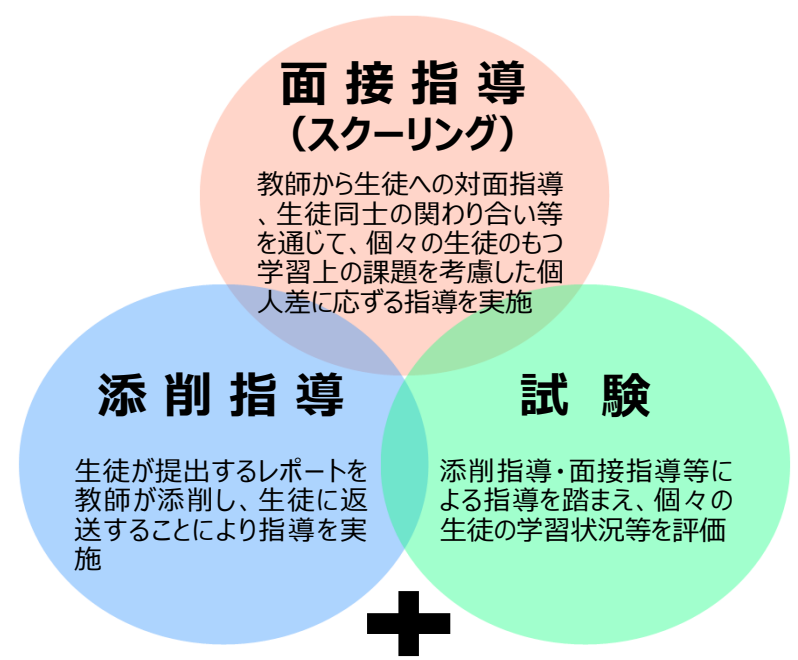 面接指導
（スクーリング）
教師から生徒への対面指導
、生徒同士の関わり合い等
を通じて、個々の生徒のもつ
学習上の課題を考慮した個
人差に応ずる指導を実施
添削指導
生徒が提出するレポートを
教師が添削し、生徒に返
送することにより指導を実
施
試験
添削指導・面接指導等に
よる指導を踏まえ、個々の
生徒の学習状況等を評価
+